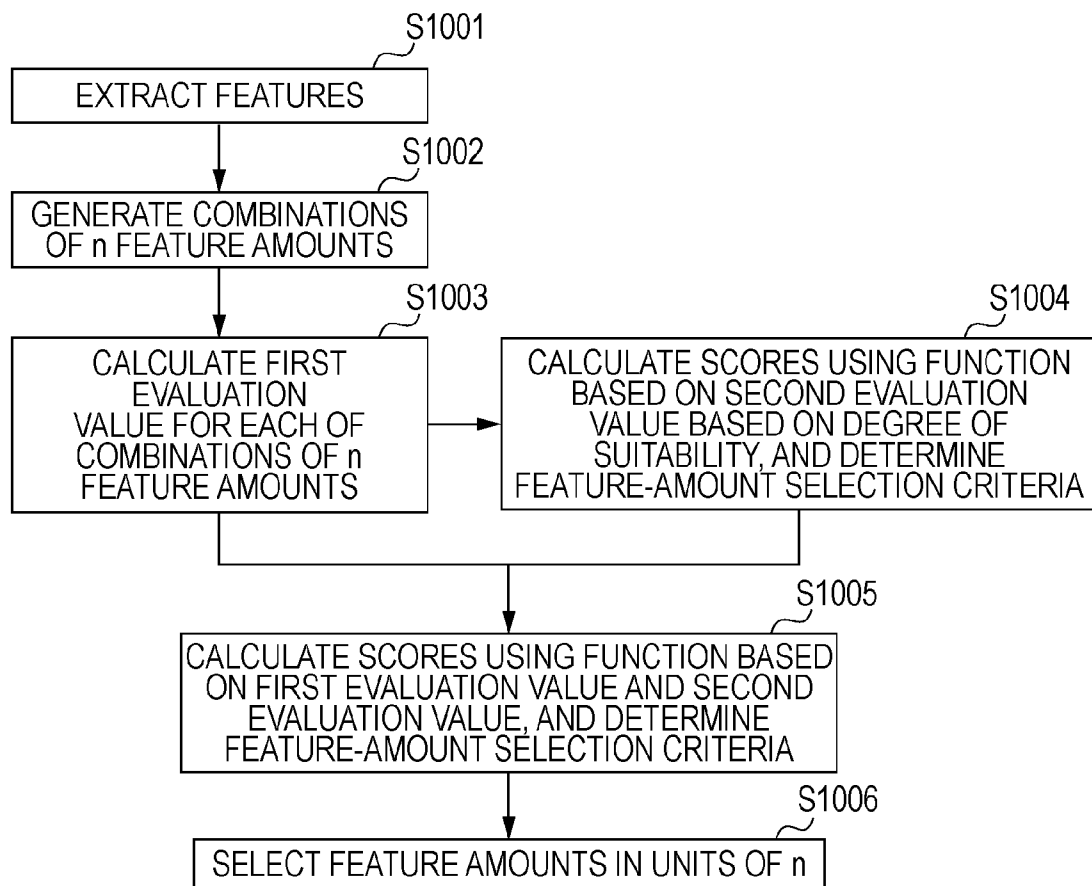 S1001
EXTRACT FEATURES
S1002
GENERATE COMBINATIONS
OF n FEATURE AMOUNTS
S1003
CALCULATE FIRST
EVALUATION
VALUE FOR EACH OF
COMBINATIONS OF n
FEATURE AMOUNTS
S1004
CALCULATE SCORES USING FUNCTION
BASED ON SECOND EVALUATION
VALUE BASED ON DEGREE OF
SUITABILITY, AND DETERMINE
FEATURE-AMOUNT SELECTION CRITERIA
S1005
CALCULATE SCORES USING FUNCTION BASED
ON FIRST EVALUATION VALUE AND SECOND
EVALUATION VALUE, AND DETERMINE
FEATURE-AMOUNT SELECTION CRITERIA
S1006
SELECT FEATURE AMOUNTS IN UNITS OF n